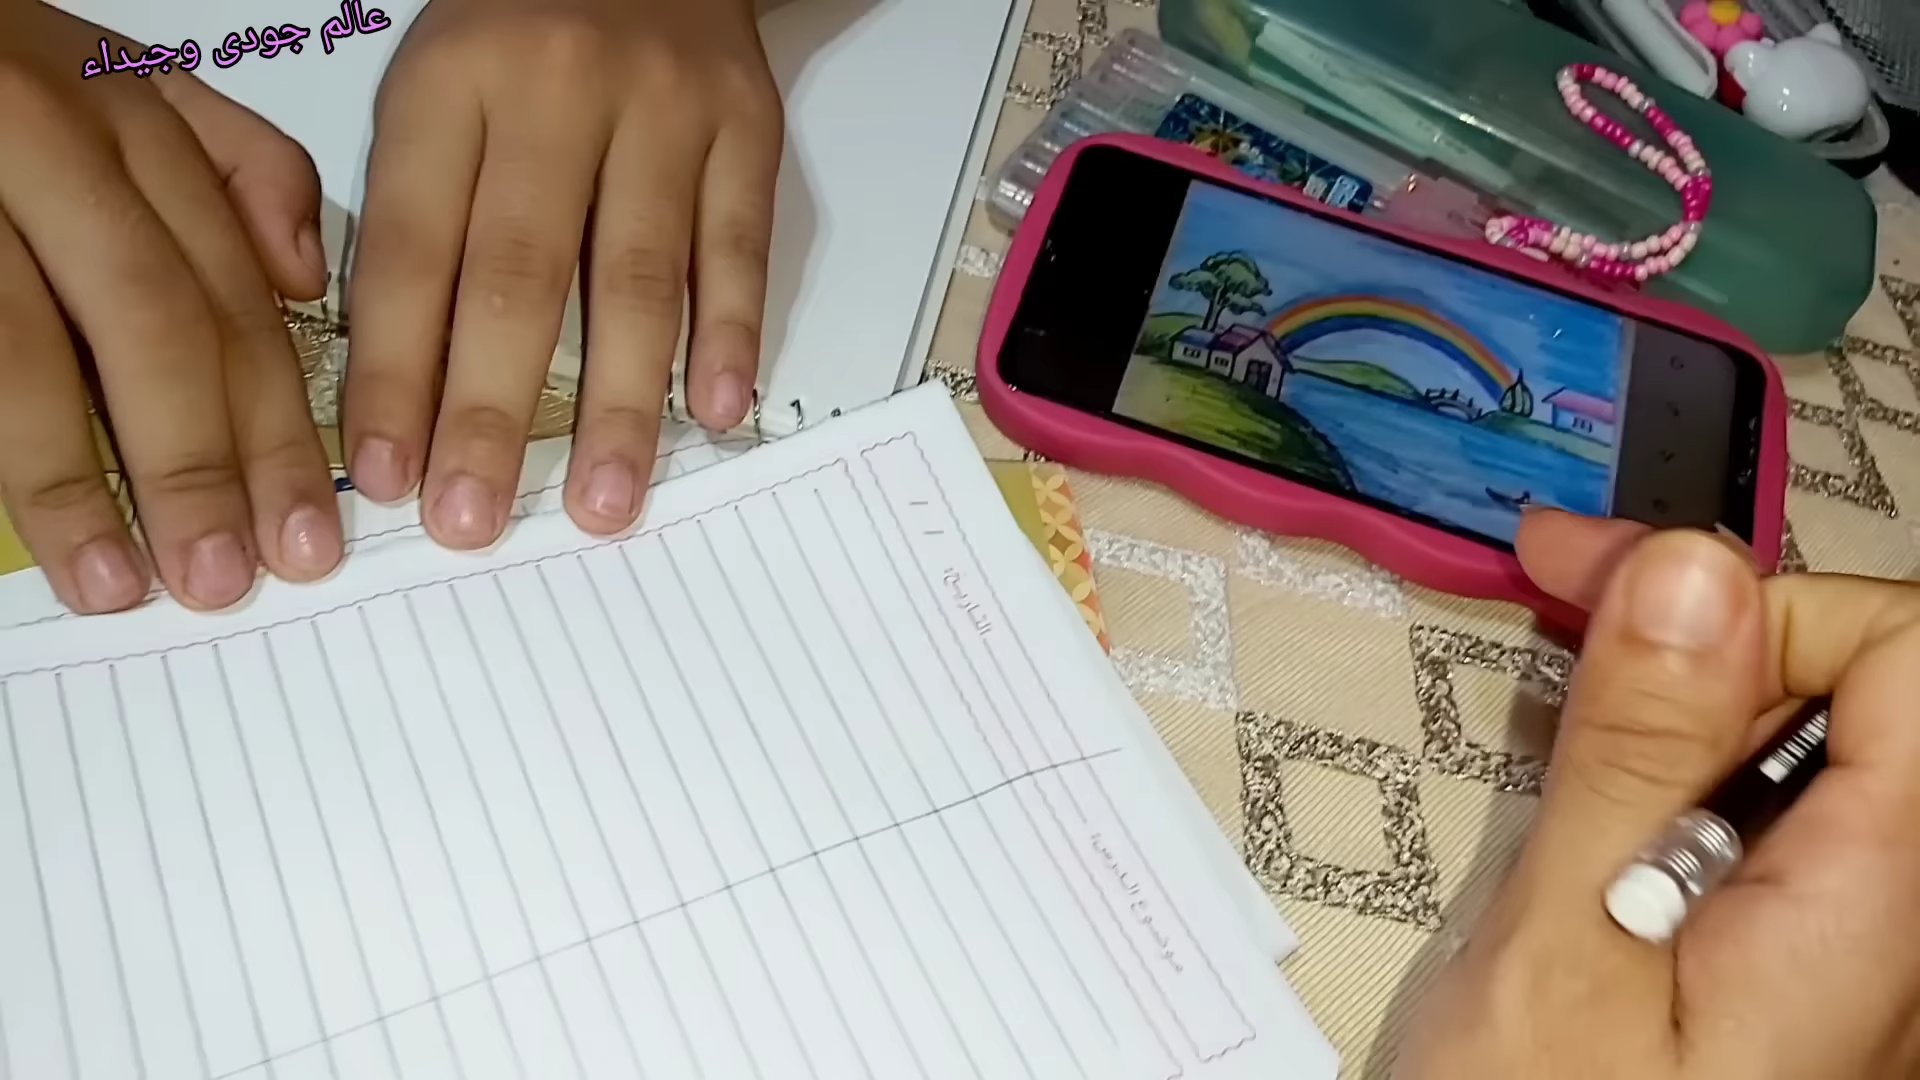 عالم جودى وجيداء
التاريخ: / /
موضوع الدرس: